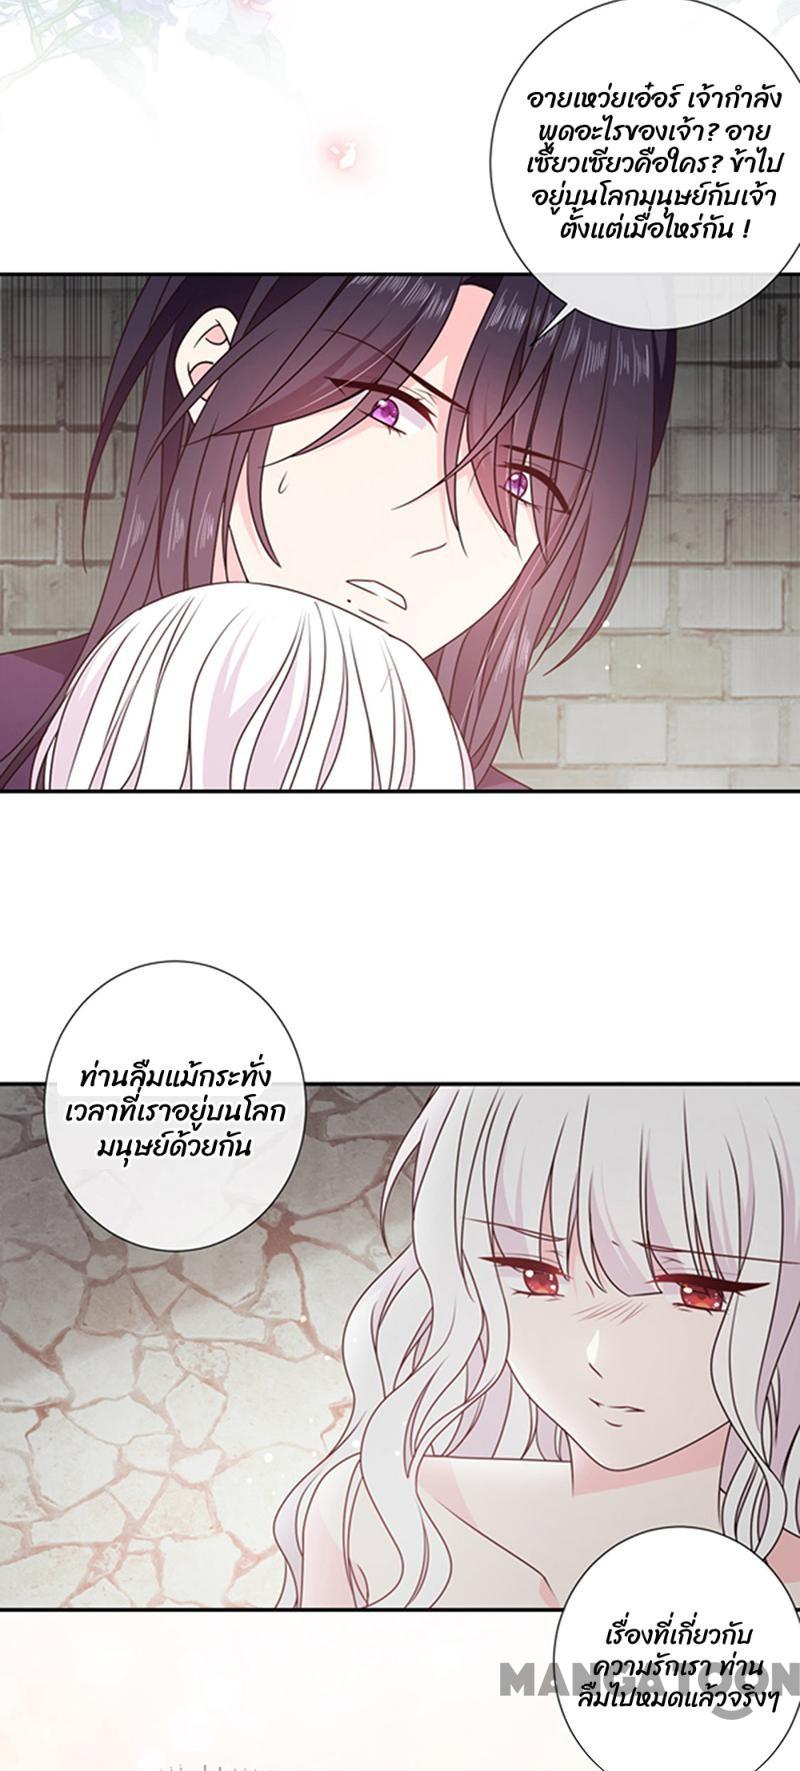 อายเหว่ยเอ๋อร์ เจ้ากำลัง
พูดอะไรของเจ้า? อาย
เซียวเซียวคือใคร? ข้าไป
อยู่บนโลกมนุษย์กับเจ้า
ตั้งแต่เมื่อไหร่กัน !
ท่านลืมแม้กระทั่ง
เวลาที่เราอยู่บนโลก
มนุษย์ด้วยกัน
เรื่องที่เกี่ยวกับ
ความรักเรา ท่าน
ลืมไปหมดแล้วจริงๆ
MANGATOON